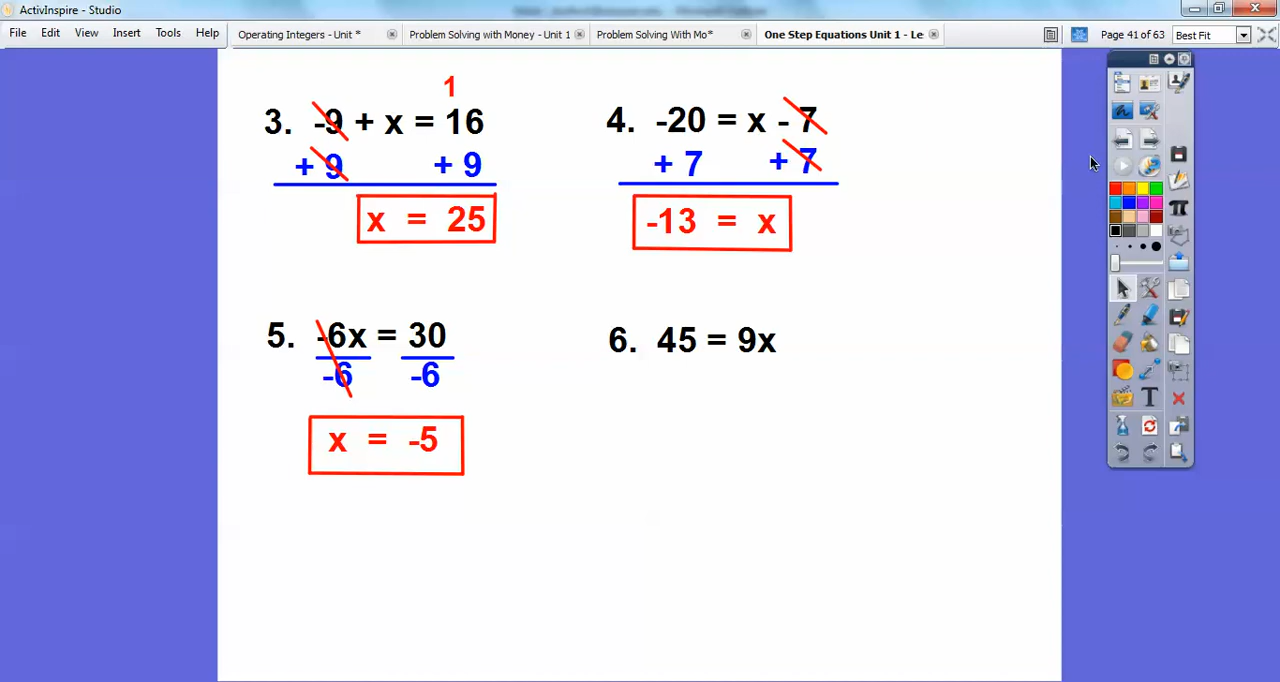 ActivInspire - Studio
File Edit View Insert Tools Help
Operating Integers - Unit *
Problem Solving with Money - Unit 1
Problem Solving With Mo*
One Step Equations Unit 1 - Le
Page 41 of 63
Best Fit
1
3. -9 + x = 16
+ 9 + 9
x = 25
4. -20 = x - 7
+ 7 + 7
-13 = x
5. -6x = 30
-6 -6
x = -5
6. 45 = 9x